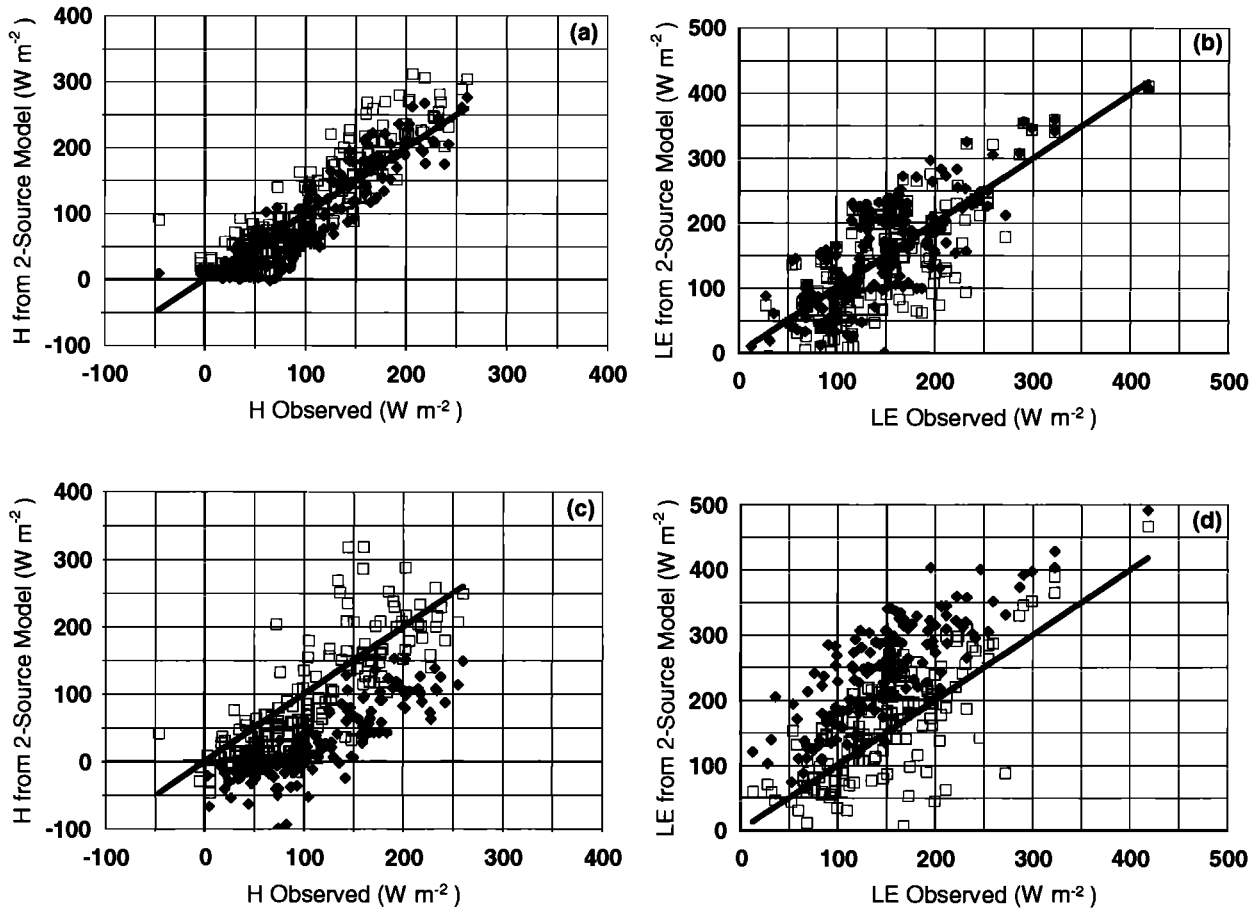 (a)
H from 2-Source Model (W m-2)
400
300
200
100
0
-100
-100 0 100 200 300 400
H Observed (W m-2)
(b)
LE from 2-Source Model (W m-2)
500
400
300
200
100
0
0 100 200 300 400 500
LE Observed (W m-2)
(c)
H from 2-Source Model (W m-2)
400
300
200
100
0
-100
-100 0 100 200 300 400
H Observed (W m-2)
(d)
LE from 2-Source Model (W m-2)
500
400
300
200
100
0
0 100 200 300 400 500
LE Observed (W m-2)